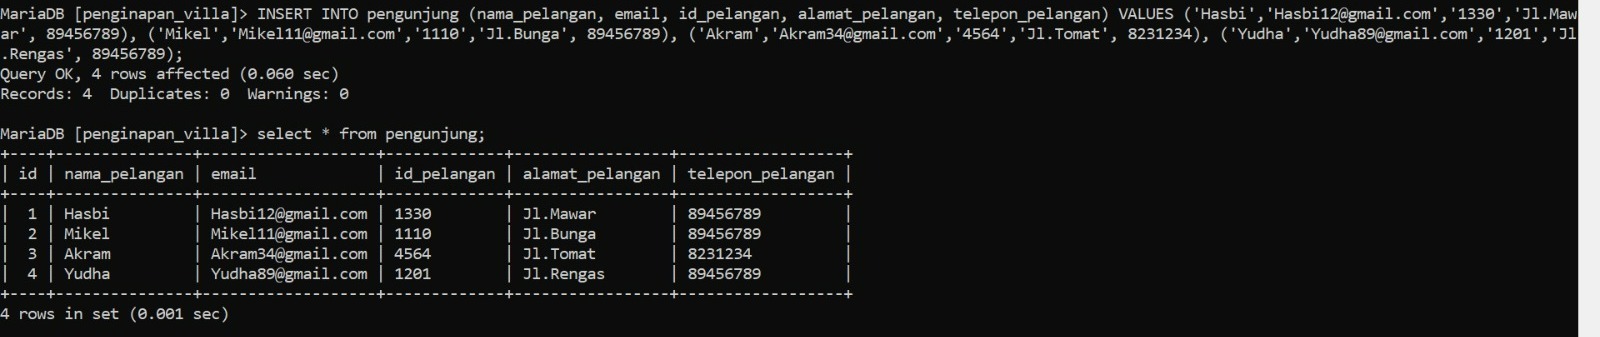 MariaDB [penginapan_villa]> INSERT INTO pengunjung (nama_pelangan, email, id_pelangan, alamat_pelangan, telepon_pelangan) VALUES ('Hasbi','Hasbi12@gmail.com','1330','Jl.Maw
ar', 89456789), ('Mikel','Mikel11@gmail.com','1110','Jl.Bunga', 89456789), ('Akram','Akram34@gmail.com','4564','Jl.Tomat', 8231234), ('Yudha','Yudha89@gmail.com','1201','Jl
.Rengas', 89456789);
Query OK, 4 rows affected (0.060 sec)
Records: 4  Duplicates: 0  Warnings: 0

MariaDB [penginapan_villa]> select * from pengunjung;
+----+---------------+-------------------+-------------+-----------------+------------------+
| id | nama_pelangan | email             | id_pelangan | alamat_pelangan | telepon_pelangan |
+----+---------------+-------------------+-------------+-----------------+------------------+
|  1 | Hasbi         | Hasbi12@gmail.com | 1330        | Jl.Mawar        | 89456789         |
|  2 | Mikel         | Mikel11@gmail.com | 1110        | Jl.Bunga        | 89456789         |
|  3 | Akram         | Akram34@gmail.com | 4564        | Jl.Tomat        | 8231234          |
|  4 | Yudha         | Yudha89@gmail.com | 1201        | Jl.Rengas       | 89456789         |
+----+---------------+-------------------+-------------+-----------------+------------------+
4 rows in set (0.001 sec)